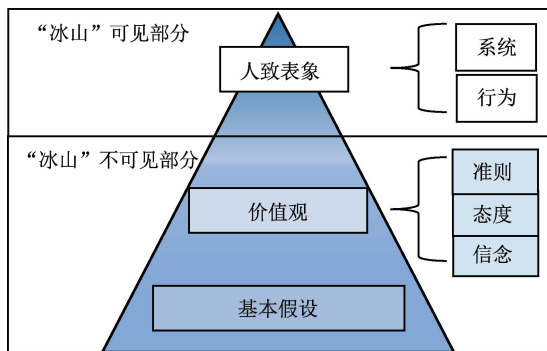 “冰山”可见部分
人致表象
系统
行为
“冰山”不可见部分
价值观
准则
态度
信念
基本假设